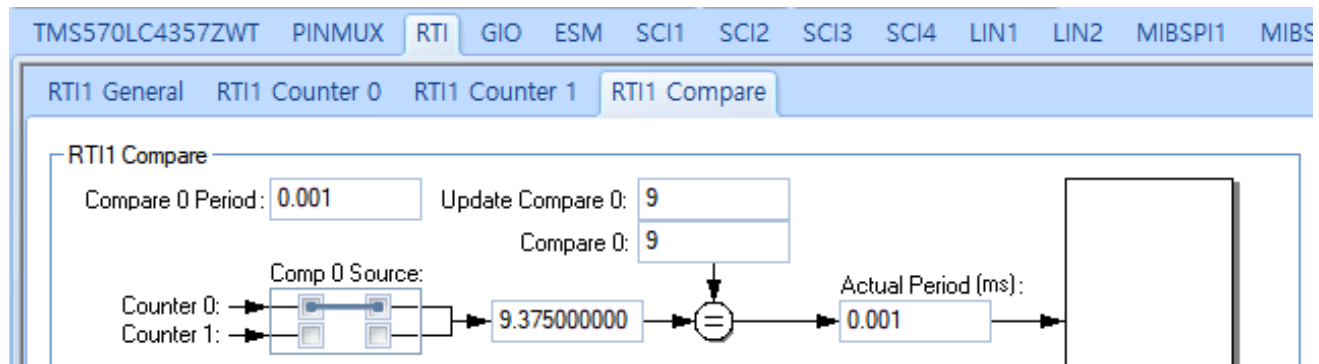 TMS570LC4357ZWT PINMUX RTI GIO ESM SCI1 SCI2 SCI3 SCI4 LIN1 LIN2 MIBSPI1 MIBS
RTI1 General RTI1 Counter 0 RTI1 Counter 1 RTI1 Compare
RTI1 Compare
Compare 0 Period: 0.001 Update Compare 0: 9
Compare 0: 9
Comp 0 Source:
Actual Period (ms):
Counter 0:
9.375000000 = 0.001
Counter 1: